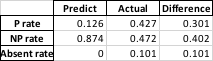 Predict Actual Difference
P rate 0.126 0.427 0.301
NP rate 0.874 0.472 0.402
Absent rate 0 0.101 0.101